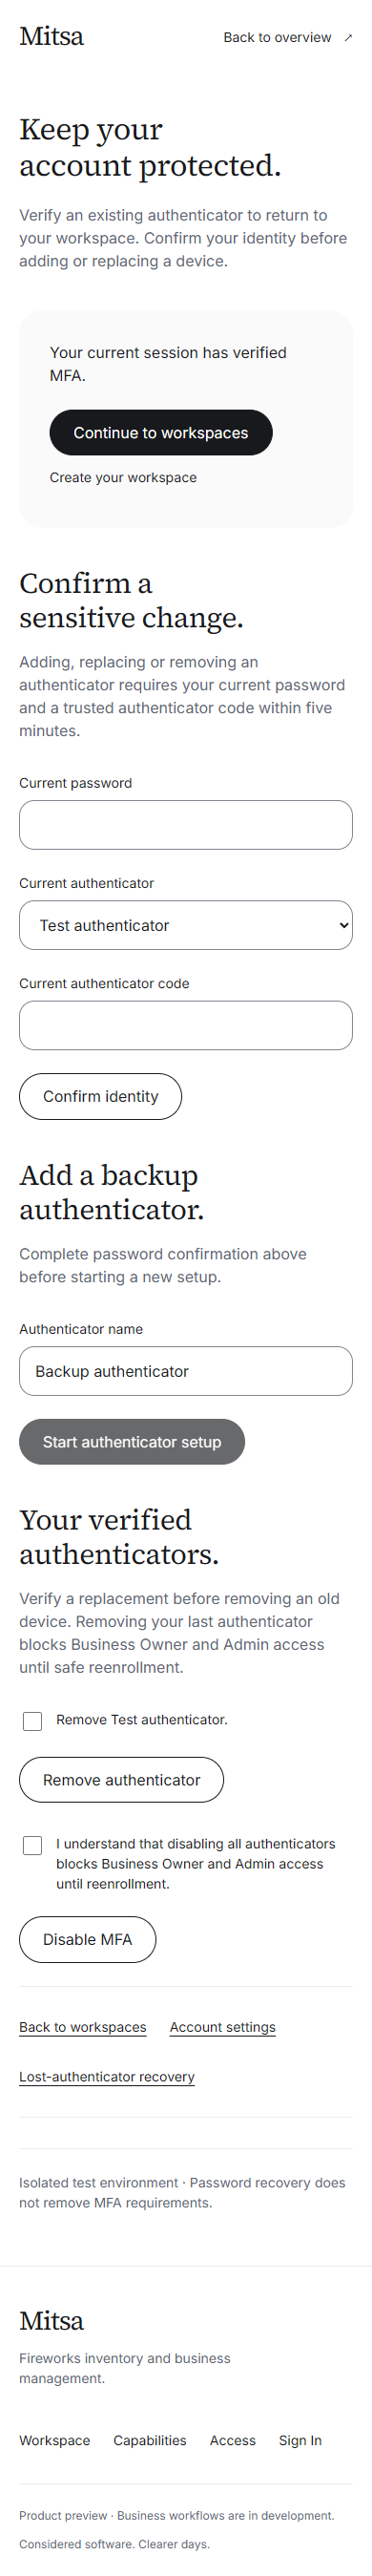 Mitsa
Back to overview ↗
Keep your
account protected.
Verify an existing authenticator to return to
your workspace. Confirm your identity before
adding or replacing a device.
Your current session has verified
MFA.
Continue to workspaces
Create your workspace
Confirm a
sensitive change.
Adding, replacing or removing an
authenticator requires your current password
and a trusted authenticator code within five
minutes.
Current password
Current authenticator
Test authenticator
Current authenticator code
Confirm identity
Add a backup
authenticator.
Complete password confirmation above
before starting a new setup.
Authenticator name
Backup authenticator
Start authenticator setup
Your verified
authenticators.
Verify a replacement before removing an old
device. Removing your last authenticator
blocks Business Owner and Admin access
until safe reenrollment.
Remove Test authenticator.
Remove authenticator
I understand that disabling all authenticators
blocks Business Owner and Admin access
until reenrollment.
Disable MFA
Back to workspaces Account settings
Lost-authenticator recovery
Isolated test environment · Password recovery does
not remove MFA requirements.
Mitsa
Fireworks inventory and business
management.
Workspace Capabilities Access Sign In
Product preview · Business workflows are in development.
Considered software. Clearer days.